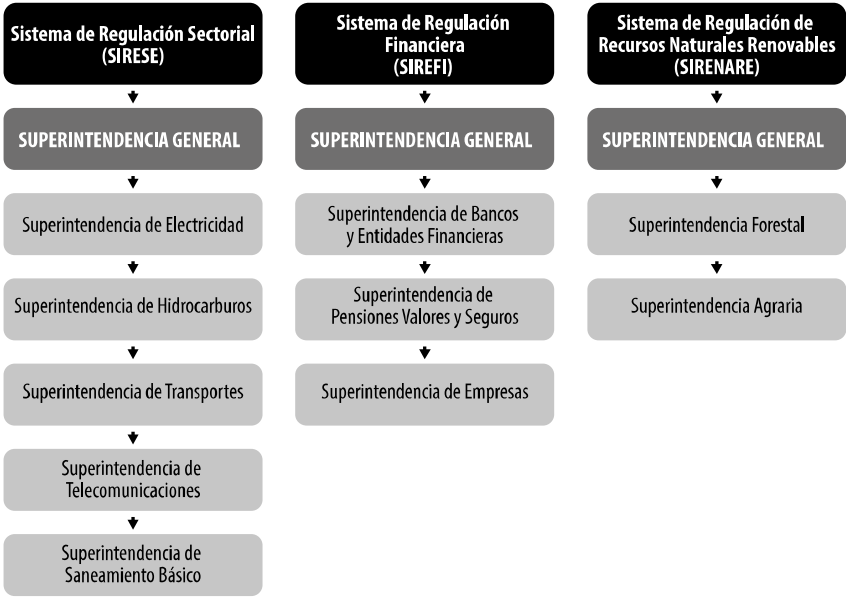 Sistema de Regulación Sectorial
(SIRESE)
SUPERINTENDENCIA GENERAL
Superintendencia de Electricidad
Superintendencia de Hidrocarburos
Superintendencia de Transportes
Superintendencia de
Telecomunicaciones
Superintendencia de
Saneamiento Básico
Sistema de Regulación
Financiera
(SIREFI)
SUPERINTENDENCIA GENERAL
Superintendencia de Bancos
y Entidades Financieras
Superintendencia de
Pensiones Valores y Seguros
Superintendencia de Empresas
Sistema de Regulación de
Recursos Naturales Renovables
(SIRENARE)
SUPERINTENDENCIA GENERAL
Superintendencia Forestal
Superintendencia Agraria